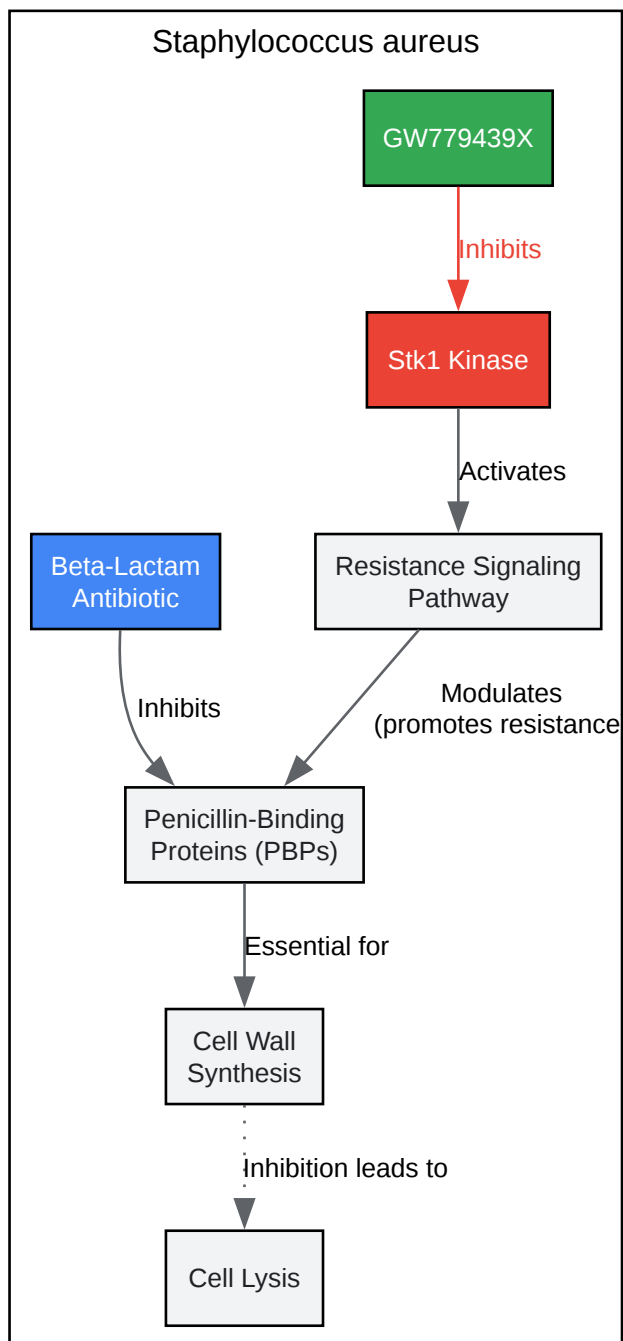 Staphylococcus aureus
GW779439X
Inhibits
Stk1 Kinase
Activates
Beta-Lactam
Antibiotic
Resistance Signaling
Pathway
Inhibits
Modulates
(promotes resistance
Penicillin-Binding
Proteins (PBPs)
Essential for
Cell Wall
Synthesis
Inhibition leads to
Cell Lysis